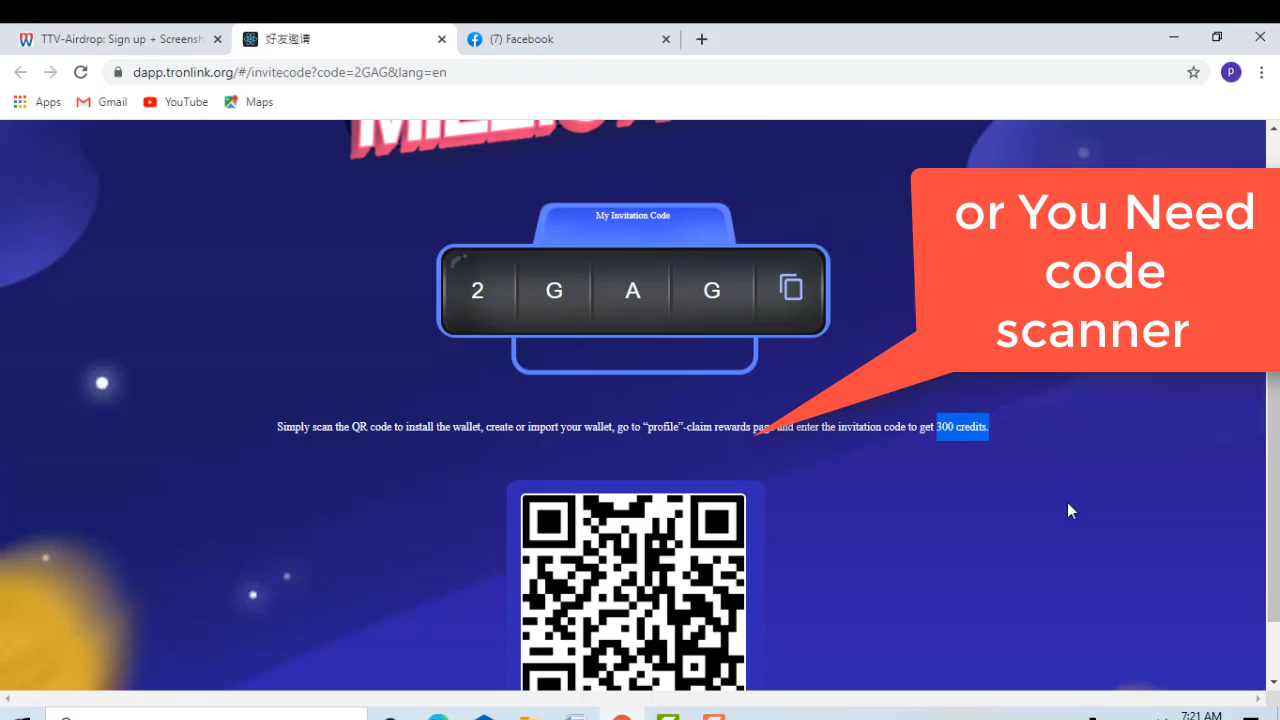 TTV-Airdrop: Sign up + Screensh
好友邀请
(7) Facebook
dapp.tronlink.org/#/invitecode?code=2GAG&lang=en
P
Apps
Gmail
YouTube
Maps
MILLION
or You Need
code
scanner
My Invitation Code
2 G A G
Simply scan the QR code to install the wallet, create or import your wallet, go to “profile”-claim rewards page and enter the invitation code to get 300 credits.
7:21 AM